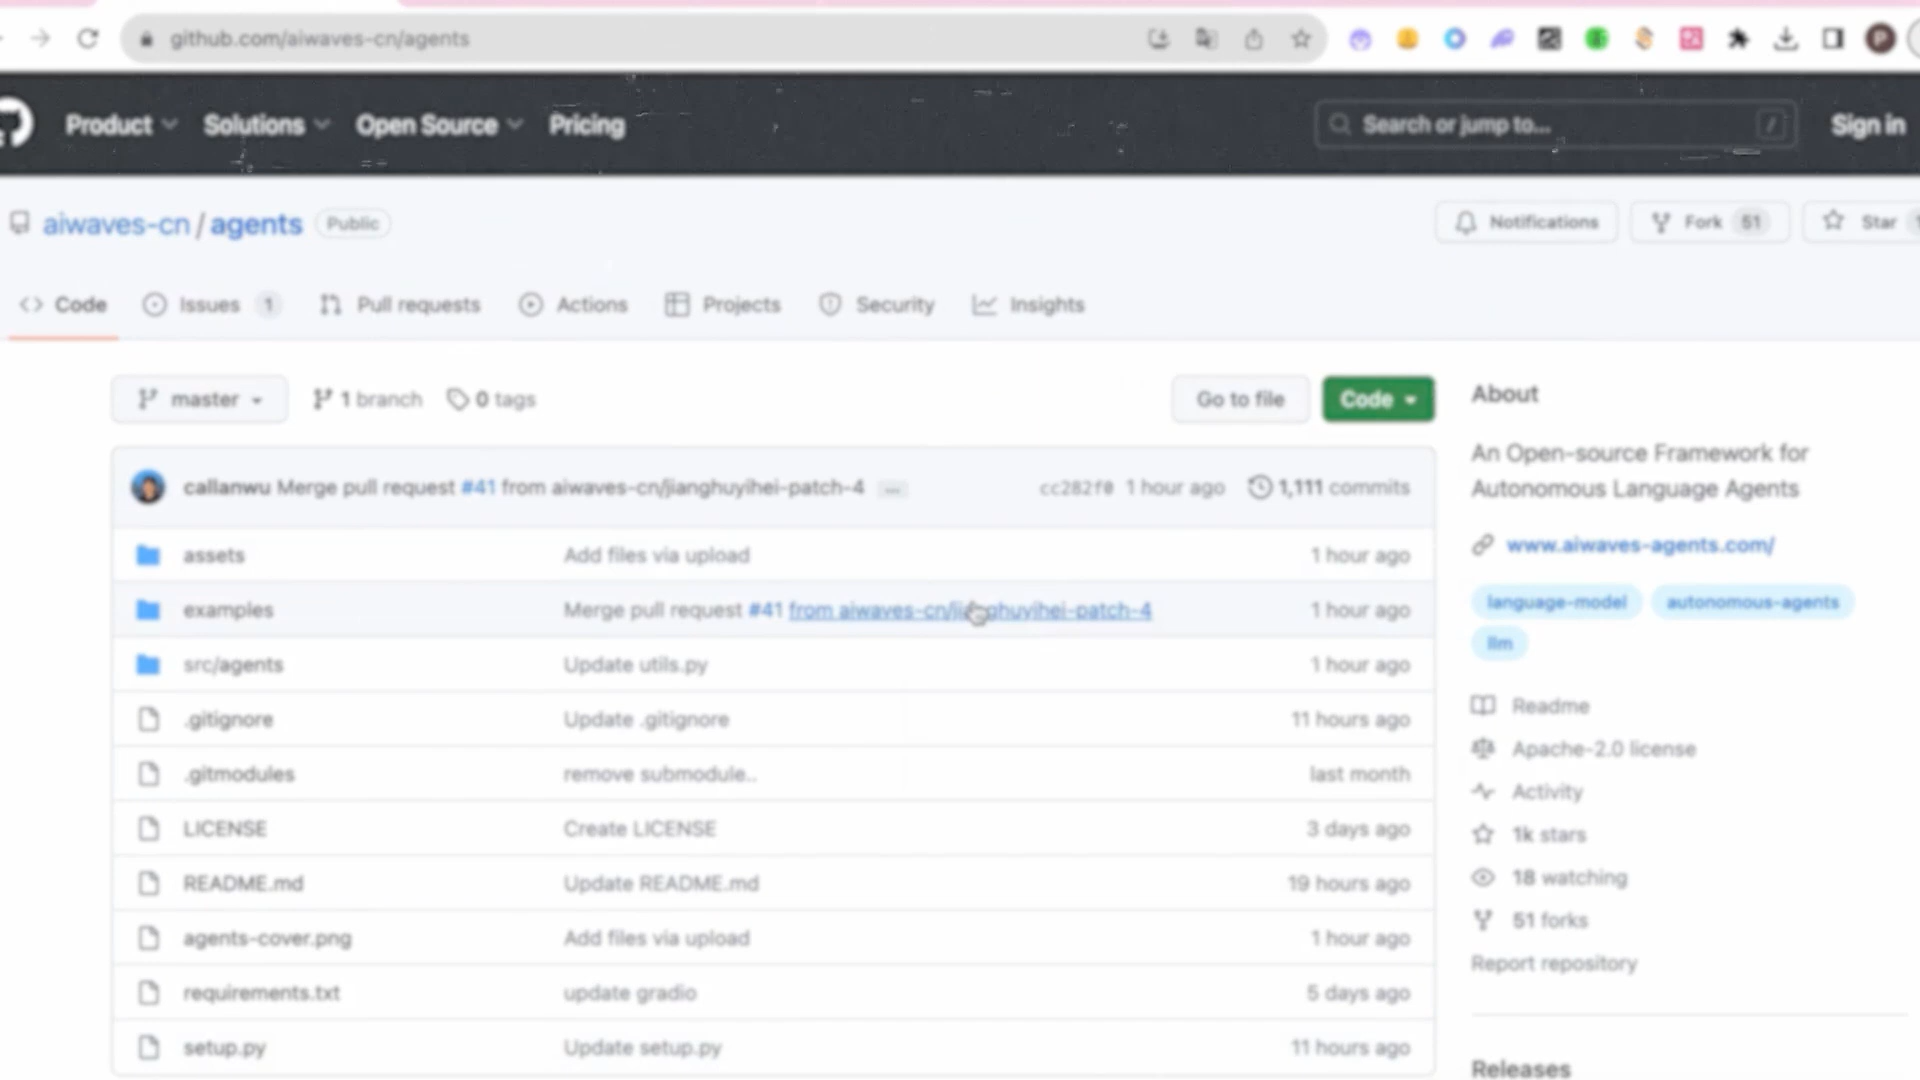 github.com/aiwaves-cn/agents
Product Solutions Open Source Pricing Search or jump to... / Sign in
aiwaves-cn / agents Public Notifications Fork 51 Star
Code Issues 1 Pull requests Actions Projects Security Insights
master 1 branch 0 tags Go to file Code
callanwu Merge pull request #41 from aiwaves-cn/jianghuyihei-patch-4 ... cc282f0 1 hour ago 1,111 commits
assets Add files via upload 1 hour ago
examples Merge pull request #41 from aiwaves-cn/jianghuyihei-patch-4 1 hour ago
src/agents Update utils.py 1 hour ago
.gitignore Update .gitignore 11 hours ago
.gitmodules remove submodule.. last month
LICENSE Create LICENSE 3 days ago
README.md Update README.md 19 hours ago
agents-cover.png Add files via upload 1 hour ago
requirements.txt update gradio 5 days ago
setup.py Update setup.py 11 hours ago
About
An Open-source Framework for
Autonomous Language Agents
www.aiwaves-agents.com/
language-model autonomous-agents
llm
Readme
Apache-2.0 license
Activity
1k stars
18 watching
51 forks
Report repository
Releases